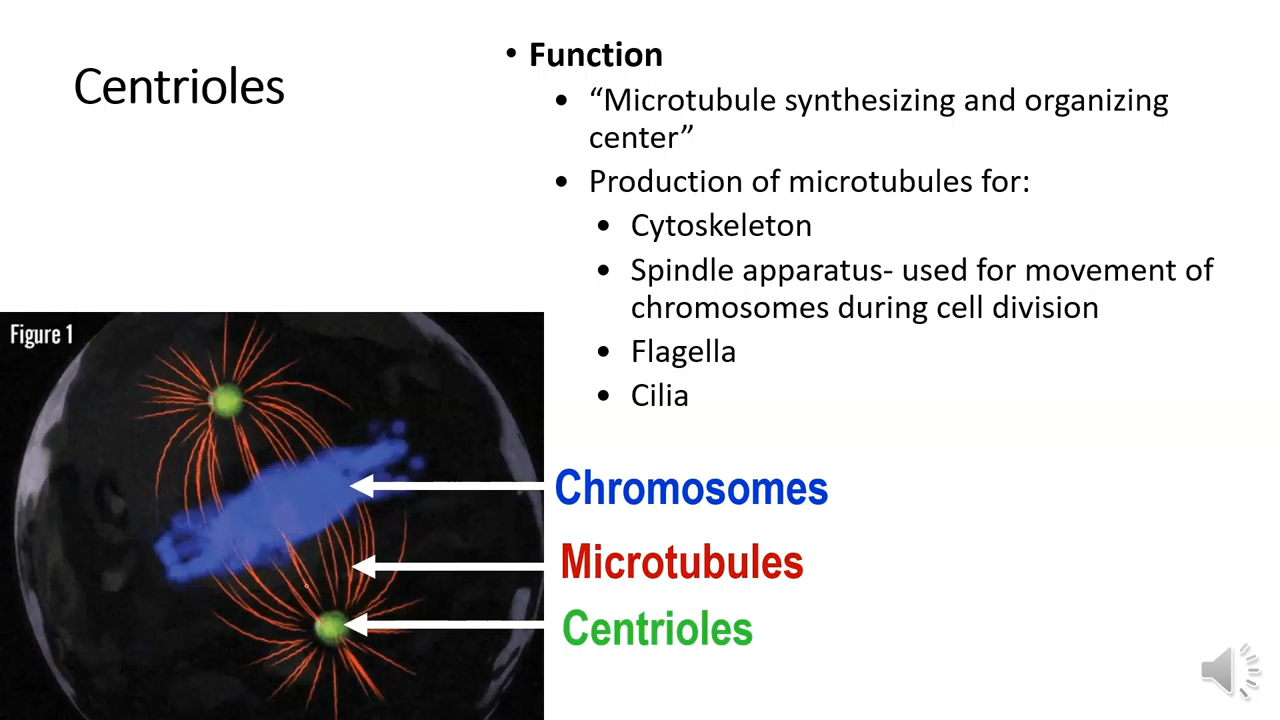 Centrioles
• Function
• “Microtubule synthesizing and organizing
center”
• Production of microtubules for:
• Cytoskeleton
• Spindle apparatus- used for movement of
chromosomes during cell division
• Flagella
• Cilia
Figure 1
Chromosomes
Microtubules
Centrioles